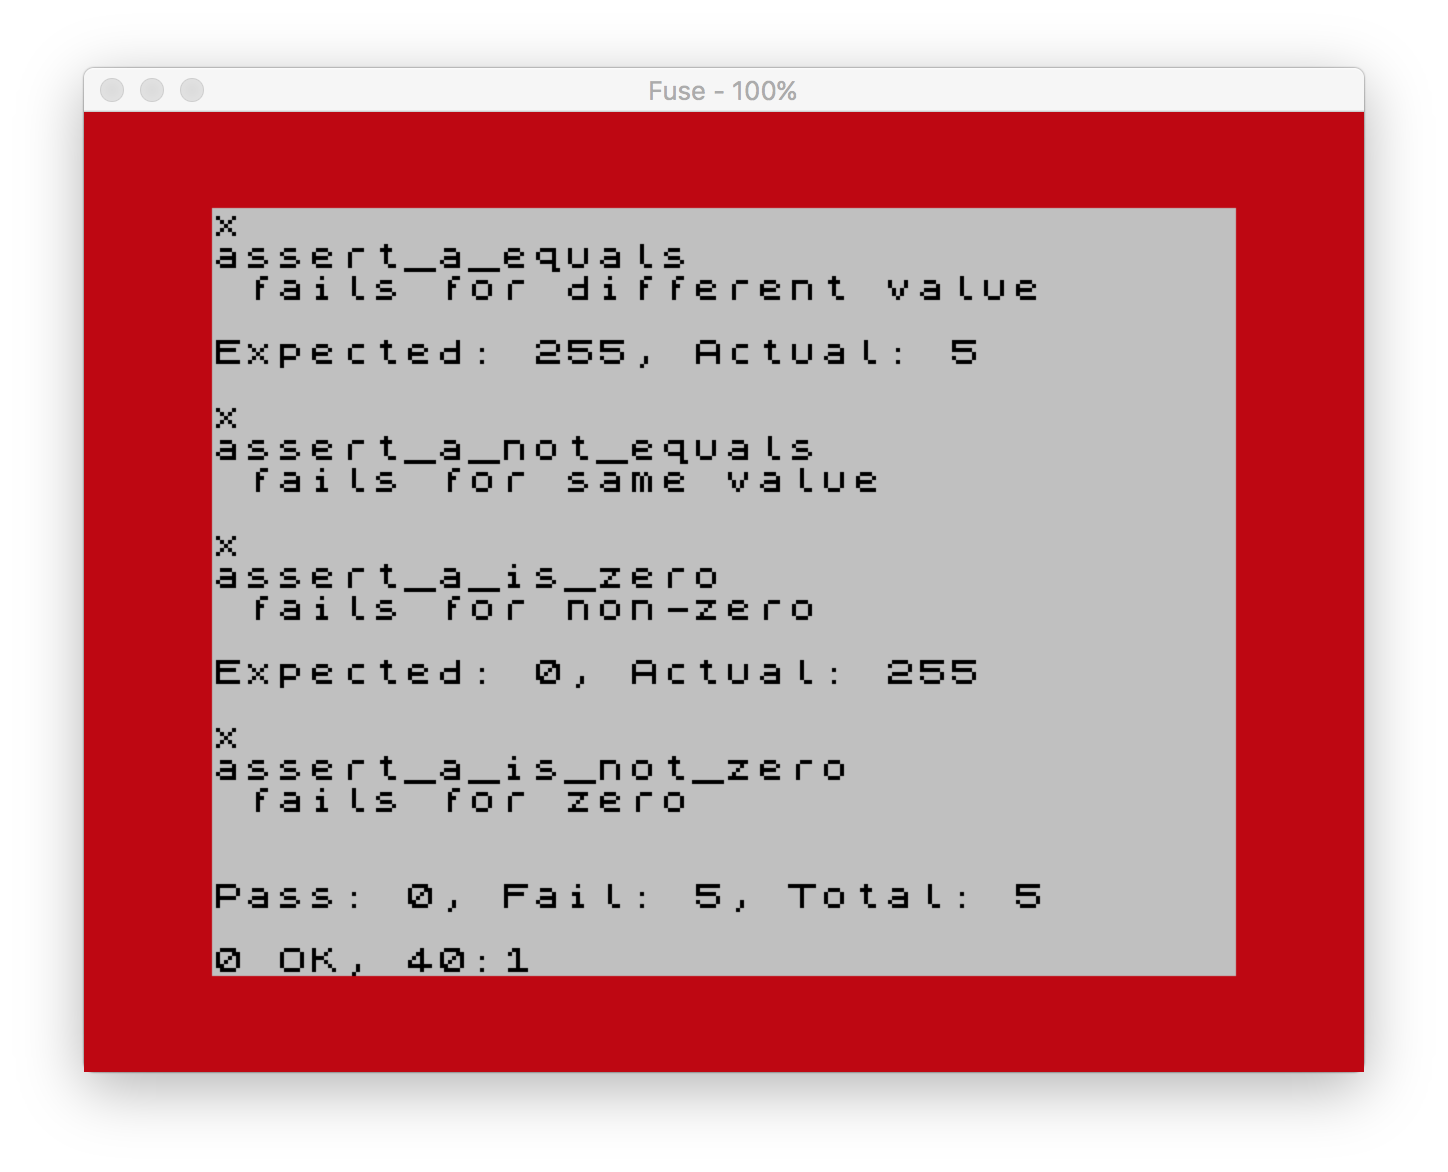 Fuse - 100%
x
assert_a_equals
fails for different value
Expected: 255, Actual: 5
x
assert_a_not_equals
fails for same value
x
assert_a_is_zero
fails for non-zero
Expected: 0, Actual: 255
x
assert_a_is_not_zero
fails for zero
Pass: 0, Fail: 5, Total: 5
0 OK, 40:1